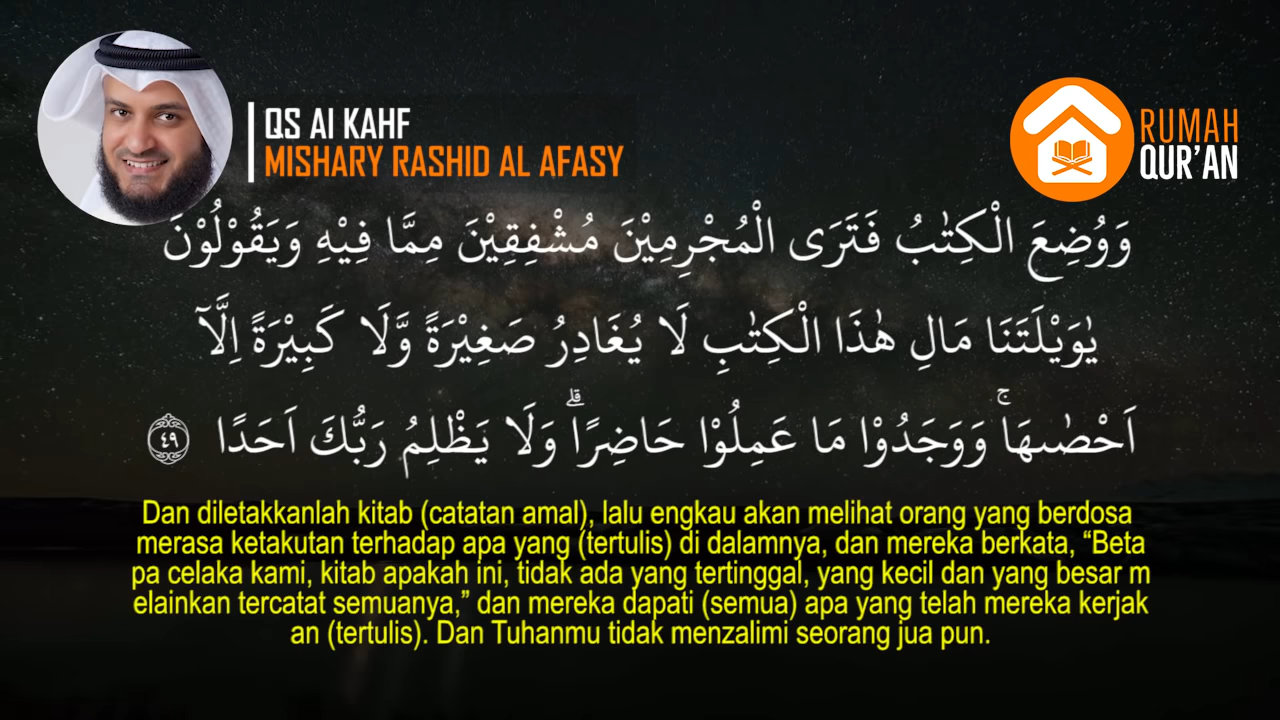 QS Al KAHF
MISHARY RASHID AL AFASY
RUMAH
QUR'AN
وَوُضِعَ الْكِتٰبُ فَتَرَى الْمُجْرِمِيْنَ مُشْفِقِيْنَ مِمَّا فِيْهِ وَيَقُوْلُوْنَ
يٰوَيْلَتَنَا مَالِ هٰذَا الْكِتٰبِ لَا يُغَادِرُ صَغِيْرَةً وَّلَا كَبِيْرَةً اِلَّآ
اَحْصٰىهَاۚ وَوَجَدُوْا مَا عَمِلُوْا حَاضِرًاۗ وَلَا يَظْلِمُ رَبُّكَ اَحَدًا ٤٩
Dan diletakkanlah kitab (catatan amal), lalu engkau akan melihat orang yang berdosa
merasa ketakutan terhadap apa yang (tertulis) di dalamnya, dan mereka berkata, “Beta
pa celaka kami, kitab apakah ini, tidak ada yang tertinggal, yang kecil dan yang besar m
elainkan tercatat semuanya,” dan mereka dapati (semua) apa yang telah mereka kerjak
an (tertulis). Dan Tuhanmu tidak menzalimi seorang jua pun.